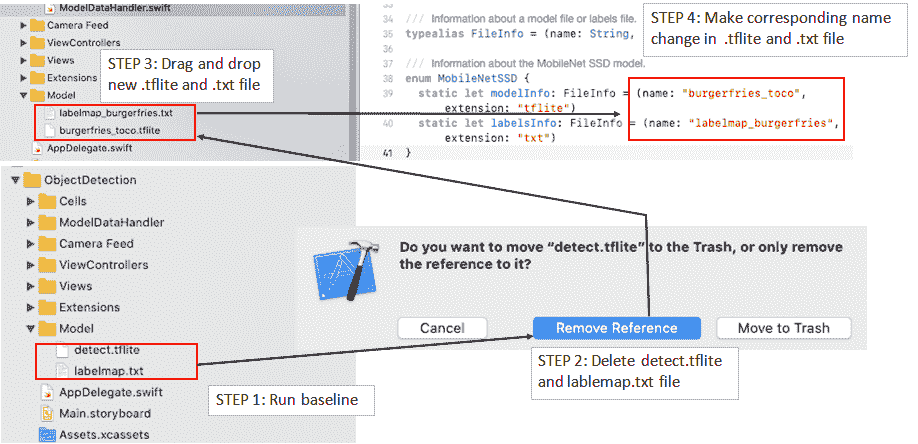 ModelDataHandler.swift
Camera Feed
ViewControllers
Views
Extensions
Model
labelmap_burgerfries.txt
burgerfries_toco.tflite
AppDelegate.swift
STEP 3: Drag and drop
new .tflite and .txt file
34
/// Information about a model file or labels file.
35
typealias FileInfo = (name: String,
36
37
/// Information about the MobileNet SSD model.
38
enum MobileNetSSD {
39
static let modelInfo: FileInfo = (name: "burgerfries_toco",
extension: "tflite")
40
static let labelsInfo: FileInfo = (name: "labelmap_burgerfries",
extension: "txt")
41
}
STEP 4: Make corresponding name
change in .tflite and .txt file
ObjectDetection
Cells
ModelDataHandler
Camera Feed
ViewControllers
Views
Extensions
Model
detect.tflite
labelmap.txt
AppDelegate.swift
Main.storyboard
Assets.xcassets
STEP 1: Run baseline
Do you want to move “detect.tflite” to the Trash, or only remove
the reference to it?
Cancel
Remove Reference
Move to Trash
STEP 2: Delete detect.tflite
and lablemap.txt file